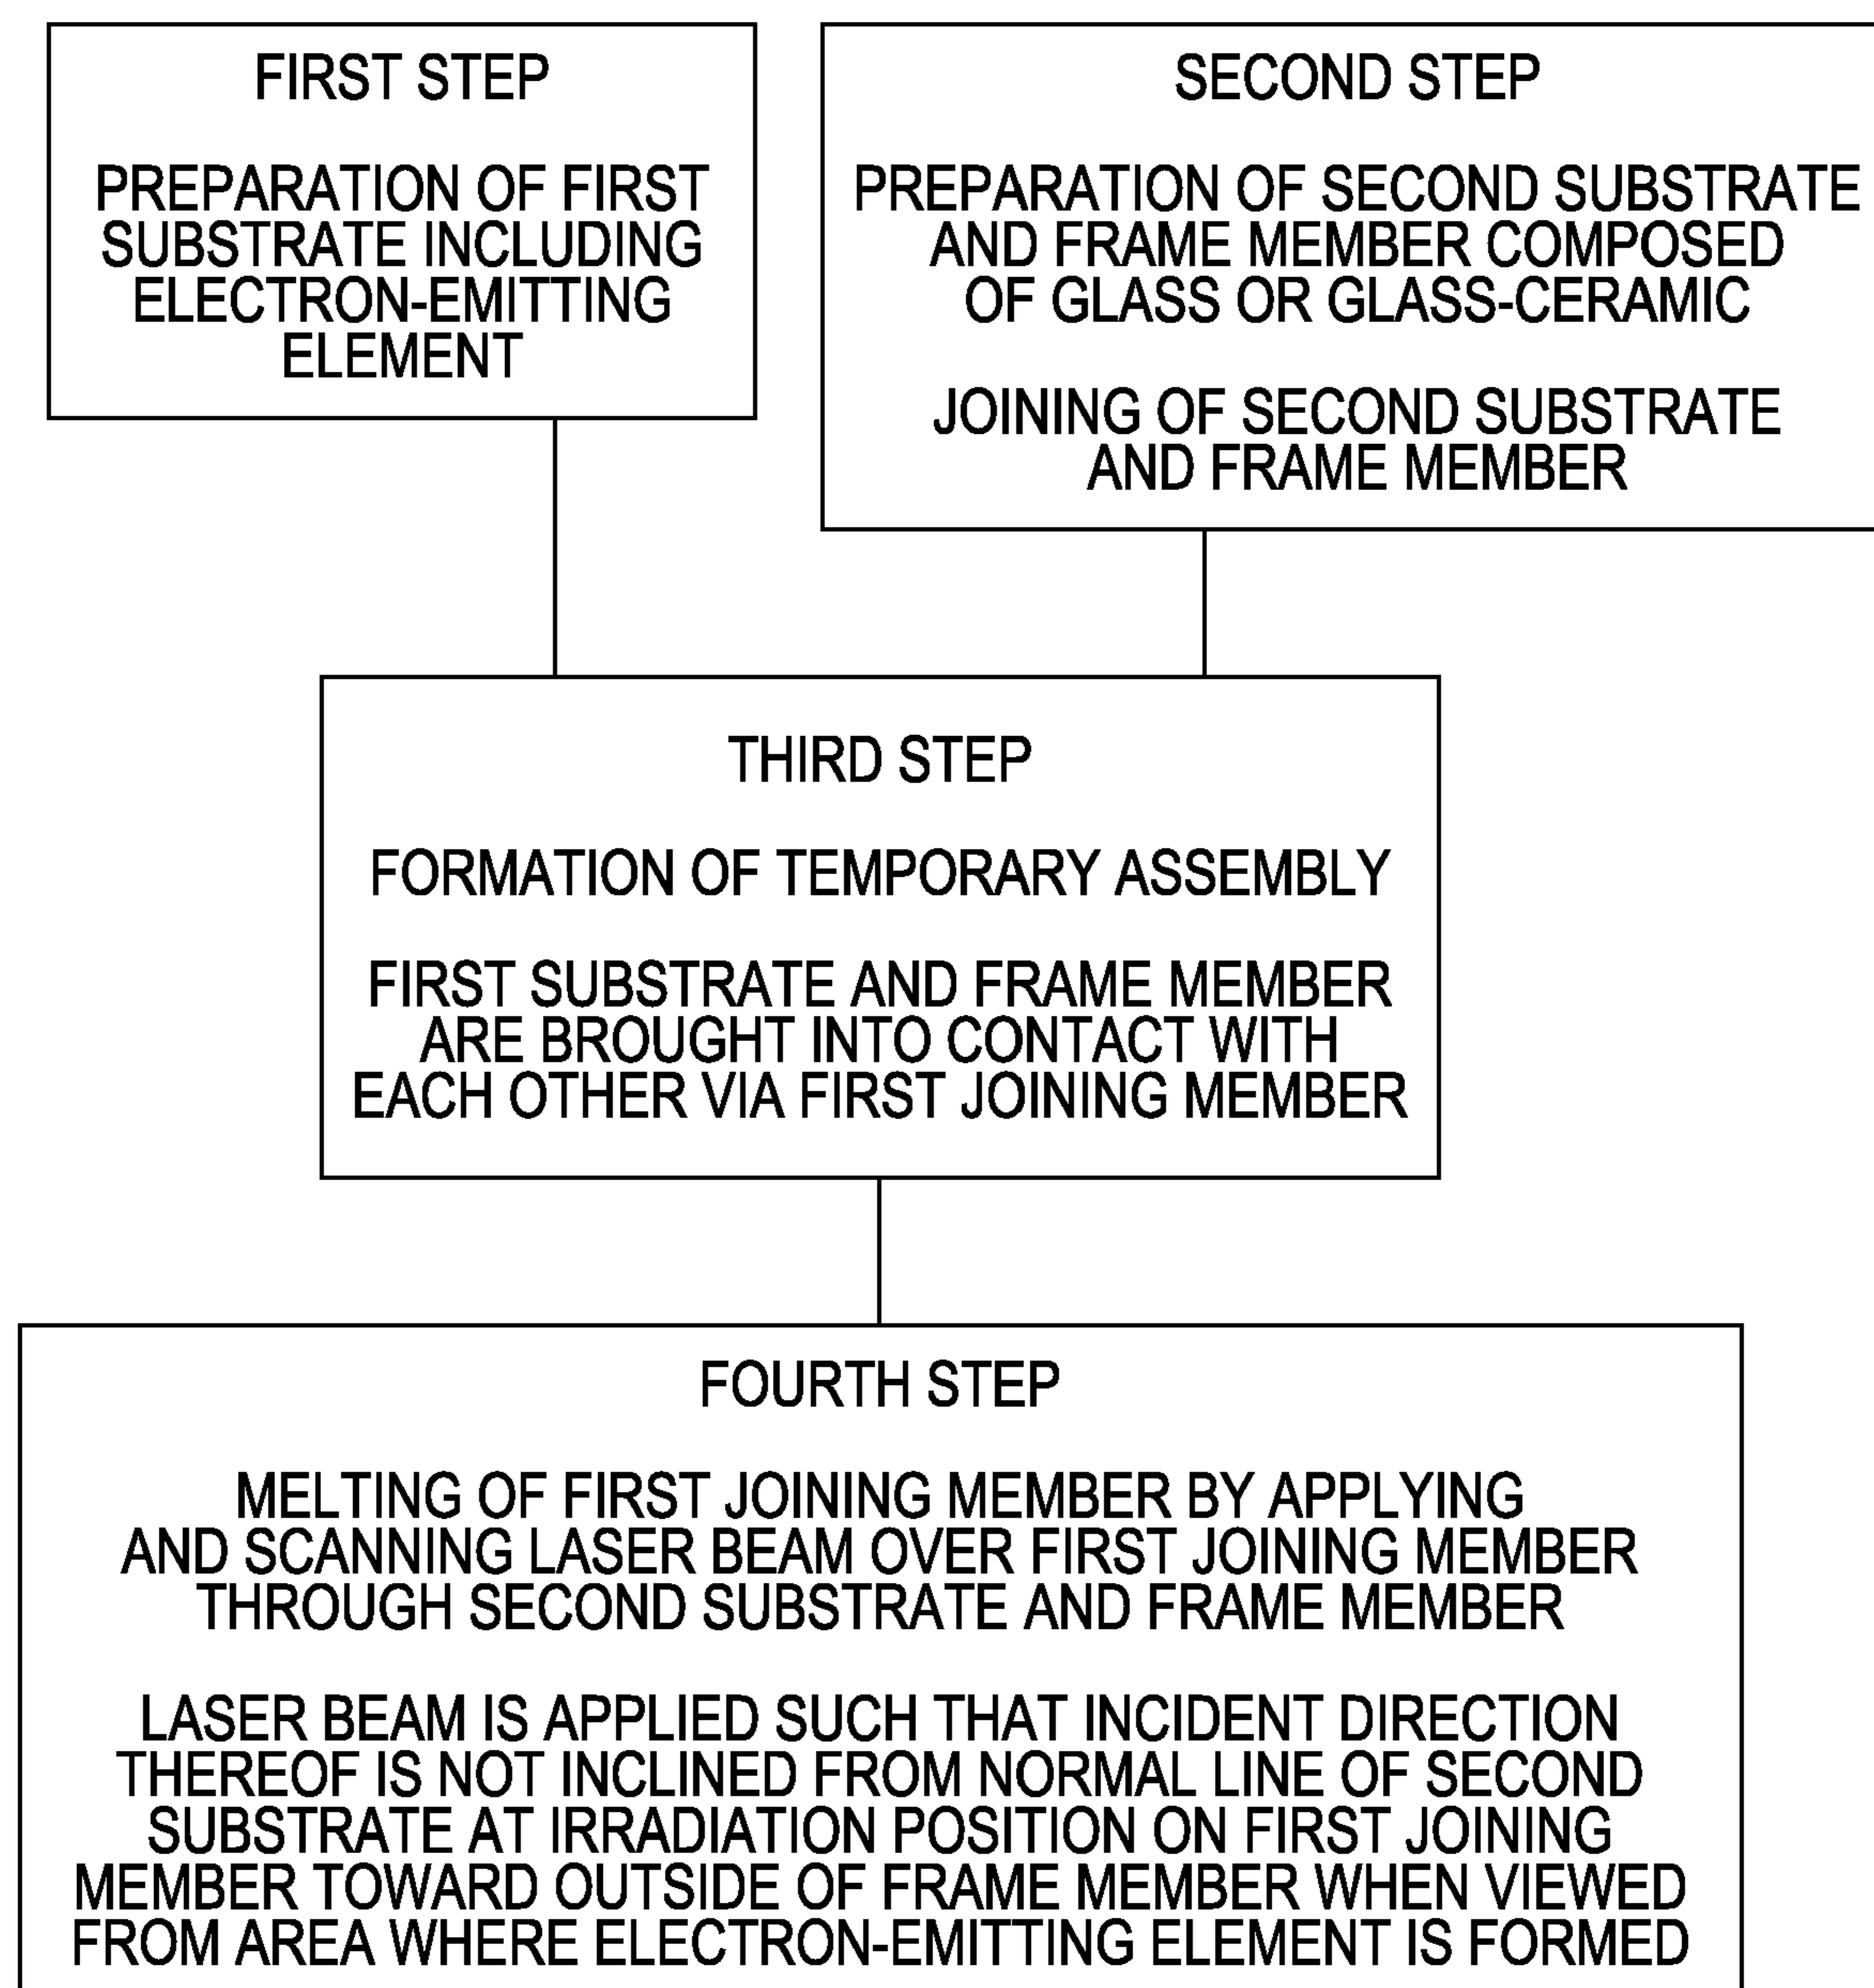 FIRST STEP
PREPARATION OF FIRST
SUBSTRATE INCLUDING
ELECTRON-EMITTING
ELEMENT
SECOND STEP
PREPARATION OF SECOND SUBSTRATE
AND FRAME MEMBER COMPOSED
OF GLASS OR GLASS-CERAMIC
JOINING OF SECOND SUBSTRATE
AND FRAME MEMBER
THIRD STEP
FORMATION OF TEMPORARY ASSEMBLY
FIRST SUBSTRATE AND FRAME MEMBER
ARE BROUGHT INTO CONTACT WITH
EACH OTHER VIA FIRST JOINING MEMBER
FOURTH STEP
MELTING OF FIRST JOINING MEMBER BY APPLYING
AND SCANNING LASER BEAM OVER FIRST JOINING MEMBER
THROUGH SECOND SUBSTRATE AND FRAME MEMBER
LASER BEAM IS APPLIED SUCH THAT INCIDENT DIRECTION
THEREOF IS NOT INCLINED FROM NORMAL LINE OF SECOND
SUBSTRATE AT IRRADIATION POSITION ON FIRST JOINING
MEMBER TOWARD OUTSIDE OF FRAME MEMBER WHEN VIEWED
FROM AREA WHERE ELECTRON-EMITTING ELEMENT IS FORMED